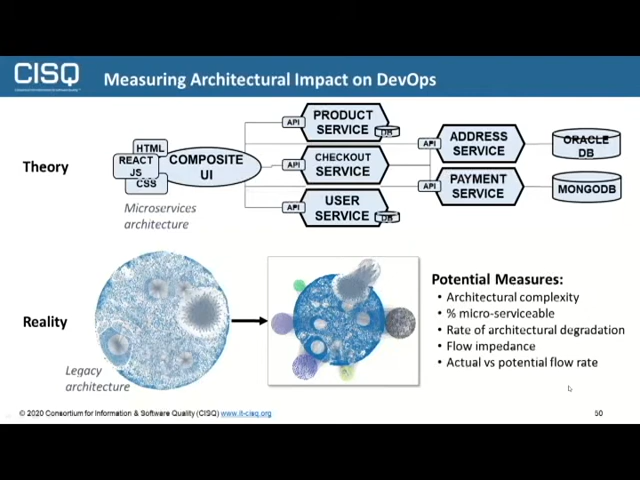 CISQ
Measuring Architectural Impact on DevOps
Theory
HTML
REACT
JS
CSS
COMPOSITE
UI
Microservices
architecture
API
PRODUCT
SERVICE
DB
API
CHECKOUT
SERVICE
API
USER
SERVICE
DB
API
ADDRESS
SERVICE
API
PAYMENT
SERVICE
ORACLE
DB
MONGODB
Reality
Legacy
architecture
Potential Measures:
• Architectural complexity
• % micro-serviceable
• Rate of architectural degradation
• Flow impedance
• Actual vs potential flow rate
© 2020 Consortium for Information & Software Quality (CISQ) www.it-cisq.org
50